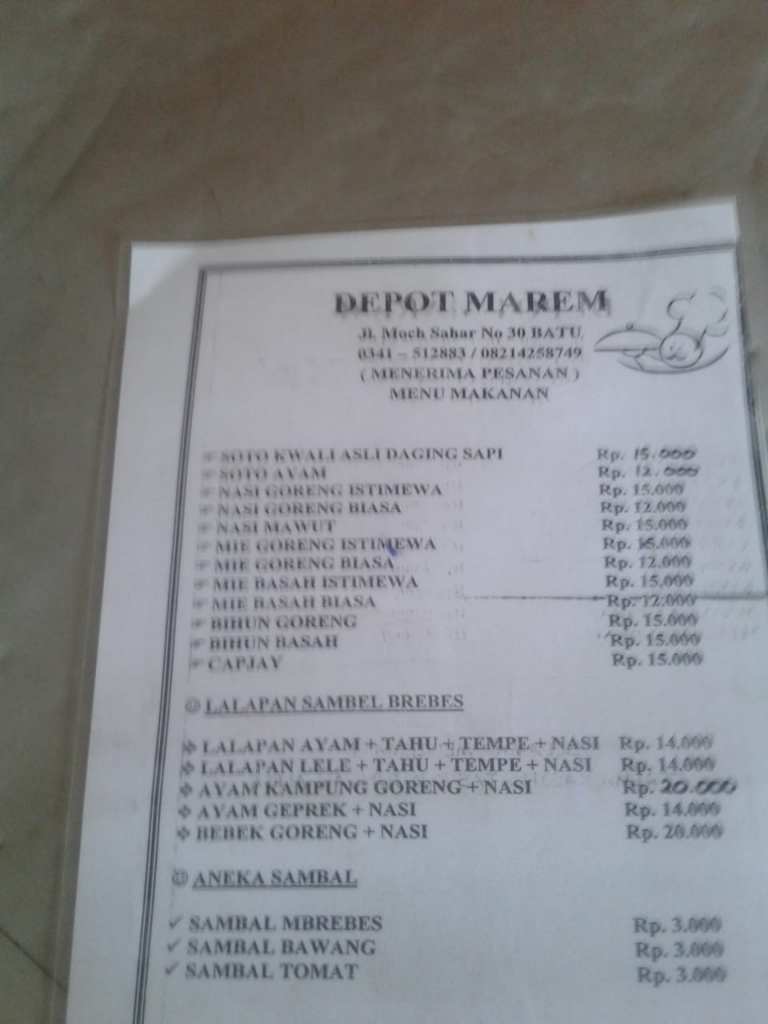 DEPOT MAREM
Jl. Moch Sahar No 30 BATU
0341 – 512883 / 08214258749
( MENERIMA PESANAN )
MENU MAKANAN
SOTO KWALI ASLI DAGING SAPI Rp. 15.000
SOTO AYAM Rp. 12.000
NASI GORENG ISTIMEWA Rp. 15.000
NASI GORENG BIASA Rp. 12.000
NASI MAWUT Rp. 15.000
MIE GORENG ISTIMEWA Rp. 15.000
MIE GORENG BIASA Rp. 12.000
MIE BASAH ISTIMEWA Rp. 15.000
MIE BASAH BIASA Rp. 12.000
BIHUN GORENG Rp. 15.000
BIHUN BASAH Rp. 15.000
CAPJAY Rp. 15.000
LALAPAN SAMBEL BREBES
LALAPAN AYAM + TAHU + TEMPE + NASI Rp. 14.000
LALAPAN LELE + TAHU + TEMPE + NASI Rp. 14.000
AYAM KAMPUNG GORENG + NASI Rp. 20.000
AYAM GEPREK + NASI Rp. 14.000
BEBEK GORENG + NASI Rp. 20.000
ANEKA SAMBAL
SAMBAL MBREBES Rp. 3.000
SAMBAL BAWANG Rp. 3.000
SAMBAL TOMAT Rp. 3.000